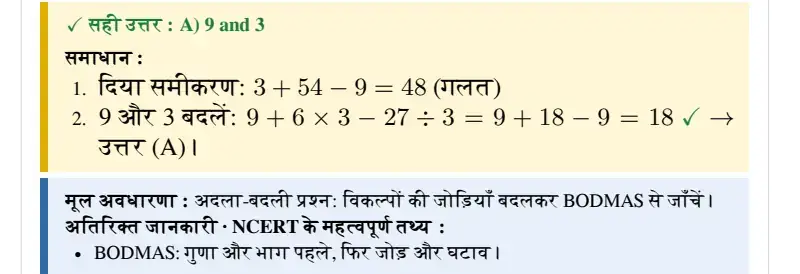 ✓ सही उत्तर : A) 9 and 3
समाधान :
1. दिया समीकरण: 3 + 54 − 9 = 48 (गलत)
2. 9 और 3 बदलें: 9 + 6 × 3 − 27 ÷ 3 = 9 + 18 − 9 = 18 ✓ →
उत्तर (A)।
मूल अवधारणा : अदला-बदली प्रश्न: विकल्पों की जोड़ियाँ बदलकर BODMAS से जाँचें।
अतिरिक्त जानकारी · NCERT के महत्वपूर्ण तथ्य :
• BODMAS: गुणा और भाग पहले, फिर जोड़ और घटाव।